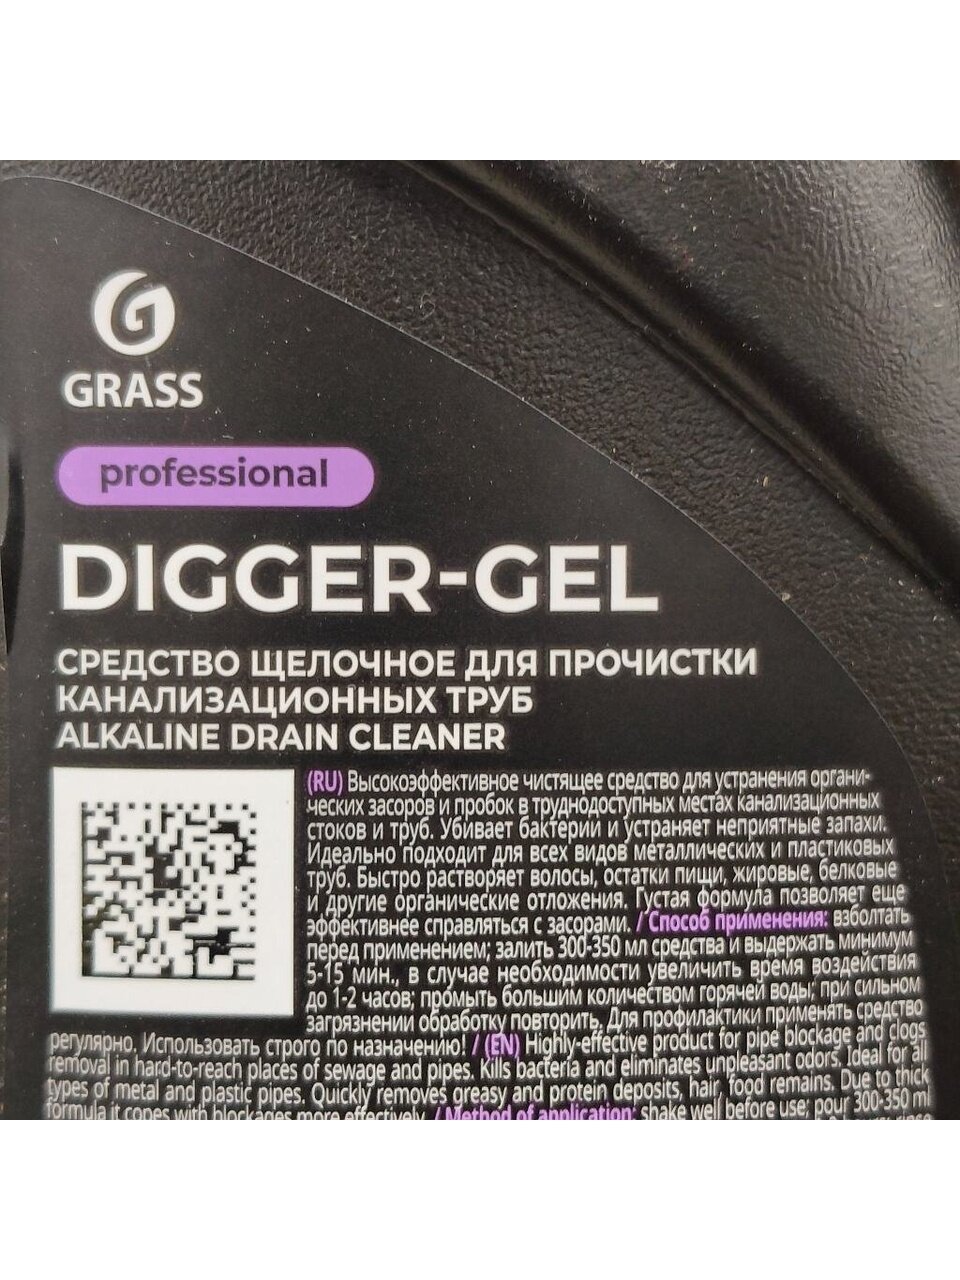 GRASS
professional
DIGGER-GEL
СРЕДСТВО ЩЕЛОЧНОЕ ДЛЯ ПРОЧИСТКИ
КАНАЛИЗАЦИОННЫХ ТРУБ
ALKALINE DRAIN CLEANER
(RU) Высокоэффективное чистящее средство для устранения органи-
ческих засоров и пробок в труднодоступных местах канализационных
стоков и труб. Убивает бактерии и устраняет неприятные запахи.
Идеально подходит для всех видов металлических и пластиковых
труб. Быстро растворяет волосы, остатки пищи, жировые, белковые
и другие органические отложения. Густая формула позволяет еще
эффективнее справляться с засорами. / Способ применения: взболтать
перед применением; залить 300-350 мл средства и выдержать минимум
5-15 мин., в случае необходимости увеличить время воздействия
до 1-2 часов; промыть большим количеством горячей воды; при сильном
загрязнении обработку повторить. Для профилактики применять средство
регулярно. Использовать строго по назначению! / (EN) Highly-effective product for pipe blockage and clogs
removal in hard-to-reach places of sewage and pipes. Kills bacteria and eliminates unpleasant odors. Ideal for all
types of metal and plastic pipes. Quickly removes greasy and protein deposits, hair, food remains. Due to thick
formula it copes with blockages more effectively. / Method of application: shake well before use; pour 300-350 ml